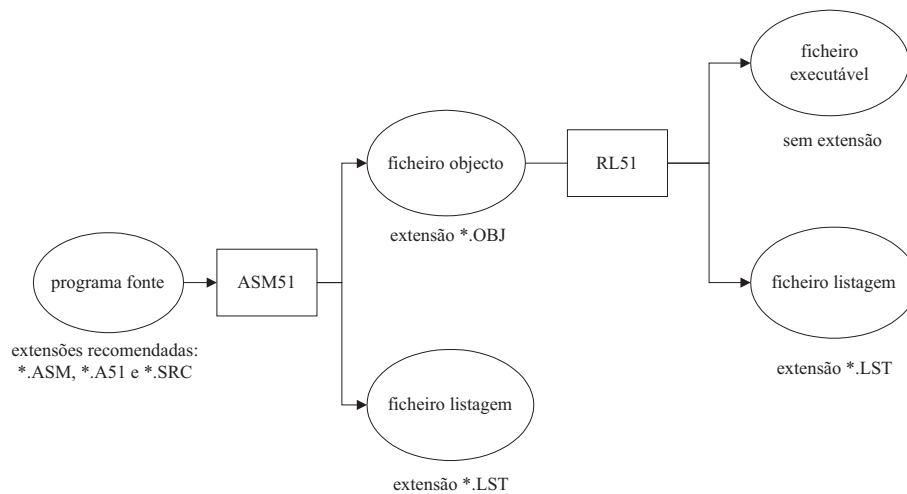 ficheiro
executável
sem extensão
ficheiro objecto
RL51
extensão *.OBJ
programa fonte
ASM51
ficheiro listagem
extensões recomendadas:
*.ASM, *.A51 e *.SRC
extensão *.LST
ficheiro listagem
extensão *.LST